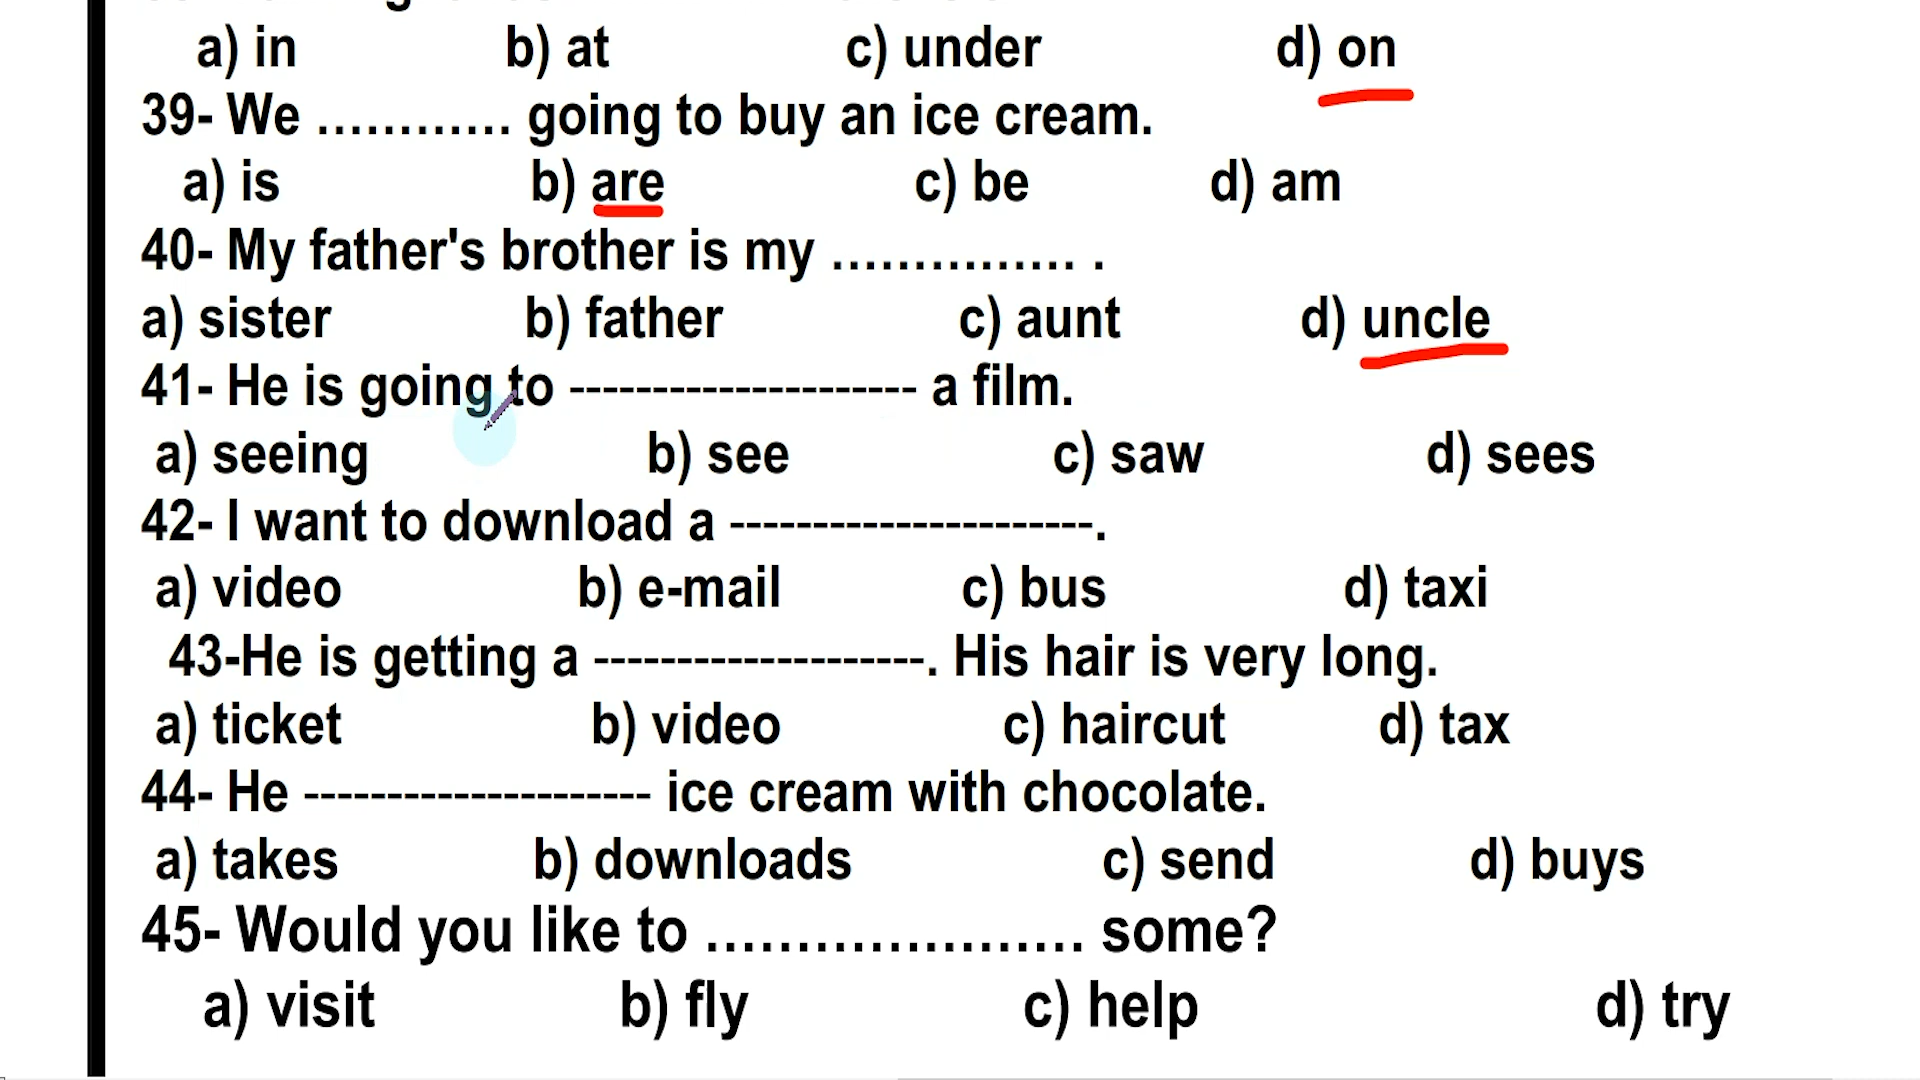 a) in b) at c) under d) on
39- We ............ going to buy an ice cream.
a) is b) are c) be d) am
40- My father's brother is my ............... .
a) sister b) father c) aunt d) uncle
41- He is going to --------------------- a film.
a) seeing b) see c) saw d) sees
42- I want to download a ----------------------.
a) video b) e-mail c) bus d) taxi
43-He is getting a --------------------. His hair is very long.
a) ticket b) video c) haircut d) tax
44- He --------------------- ice cream with chocolate.
a) takes b) downloads c) send d) buys
45- Would you like to ..................... some?
a) visit b) fly c) help d) try